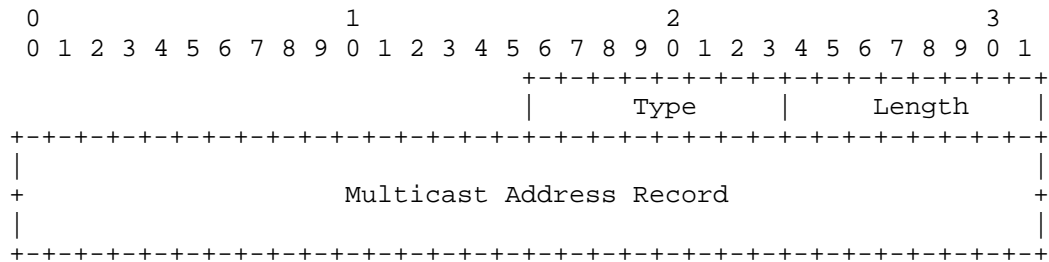 0                   1                   2                   3
 0 1 2 3 4 5 6 7 8 9 0 1 2 3 4 5 6 7 8 9 0 1 2 3 4 5 6 7 8 9 0 1
                                +-+-+-+-+-+-+-+-+-+-+-+-+-+-+-+-+
                                |      Type     |     Length    |
+-+-+-+-+-+-+-+-+-+-+-+-+-+-+-+-+-+-+-+-+-+-+-+-+-+-+-+-+-+-+-+-+
|                                                               |
+                    Multicast Address Record                   +
|                                                               |
+-+-+-+-+-+-+-+-+-+-+-+-+-+-+-+-+-+-+-+-+-+-+-+-+-+-+-+-+-+-+-+-+